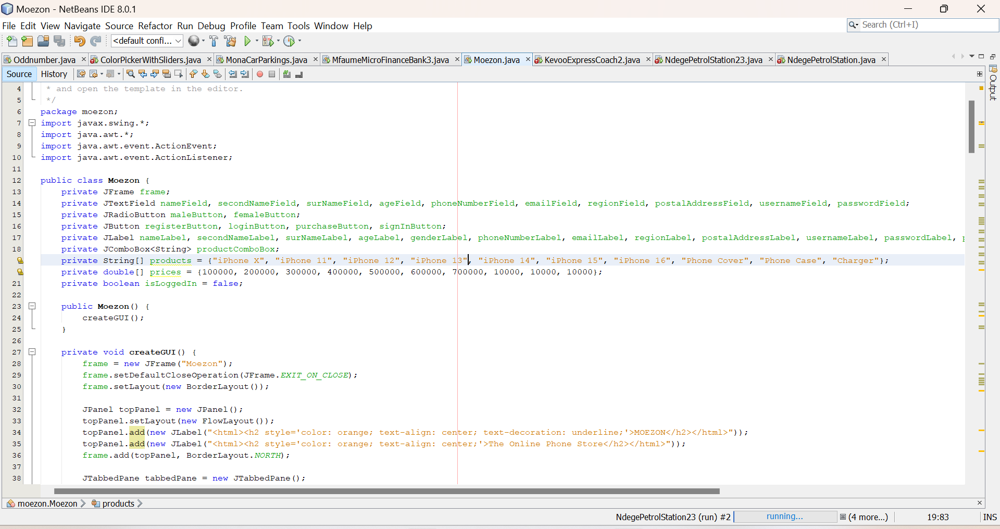 Moezon - NetBeans IDE 8.0.1
File Edit View Navigate Source Refactor Run Debug Profile Team Tools Window Help
Search (Ctrl+I)
<default confi...
Oddnumber.java ColorPickerWithSliders.java MonaCarParkings.java MfaumeMicroFinanceBank3.java Moezon.java KevooExpressCoach2.java NdegePetrolStation23.java NdegePetrolStation.java
Source History
Output
4 * and open the template in the editor.
5 */
6 package moezon;
7 import javax.swing.*;
8 import java.awt.*;
9 import java.awt.event.ActionEvent;
10 import java.awt.event.ActionListener;
11
12 public class Moezon {
13 private JFrame frame;
14 private JTextField nameField, secondNameField, surNameField, ageField, phoneNumberField, emailField, regionField, postalAddressField, usernameField, passwordField;
15 private JRadioButton maleButton, femaleButton;
16 private JButton registerButton, loginButton, purchaseButton, signInButton;
17 private JLabel nameLabel, secondNameLabel, surNameLabel, ageLabel, genderLabel, phoneNumberLabel, emailLabel, regionLabel, postalAddressLabel, usernameLabel, passwordLabel,
18 private JComboBox<String> productComboBox;
private String[] products = {"iPhone X", "iPhone 11", "iPhone 12", "iPhone 13", "iPhone 14", "iPhone 15", "iPhone 16", "Phone Cover", "Phone Case", "Charger"};
private double[] prices = {100000, 200000, 300000, 400000, 500000, 600000, 700000, 10000, 10000, 10000};
21 private boolean isLoggedIn = false;
22
23 public Moezon() {
24 createGUI();
25 }
26
27 private void createGUI() {
28 frame = new JFrame("Moezon");
29 frame.setDefaultCloseOperation(JFrame.EXIT_ON_CLOSE);
30 frame.setLayout(new BorderLayout());
31
32 JPanel topPanel = new JPanel();
33 topPanel.setLayout(new FlowLayout());
34 topPanel.add(new JLabel("<html><h2 style='color: orange; text-align: center; text-decoration: underline;'>MOEZON</h2></html>"));
35 topPanel.add(new JLabel("<html><h2 style='color: orange; text-align: center;'>The Online Phone Store</h2></html>"));
36 frame.add(topPanel, BorderLayout.NORTH);
37
38 JTabbedPane tabbedPane = new JTabbedPane();
moezon.Moezon products
NdegePetrolStation23 (run) #2 running... (4 more...) 19:83 INS